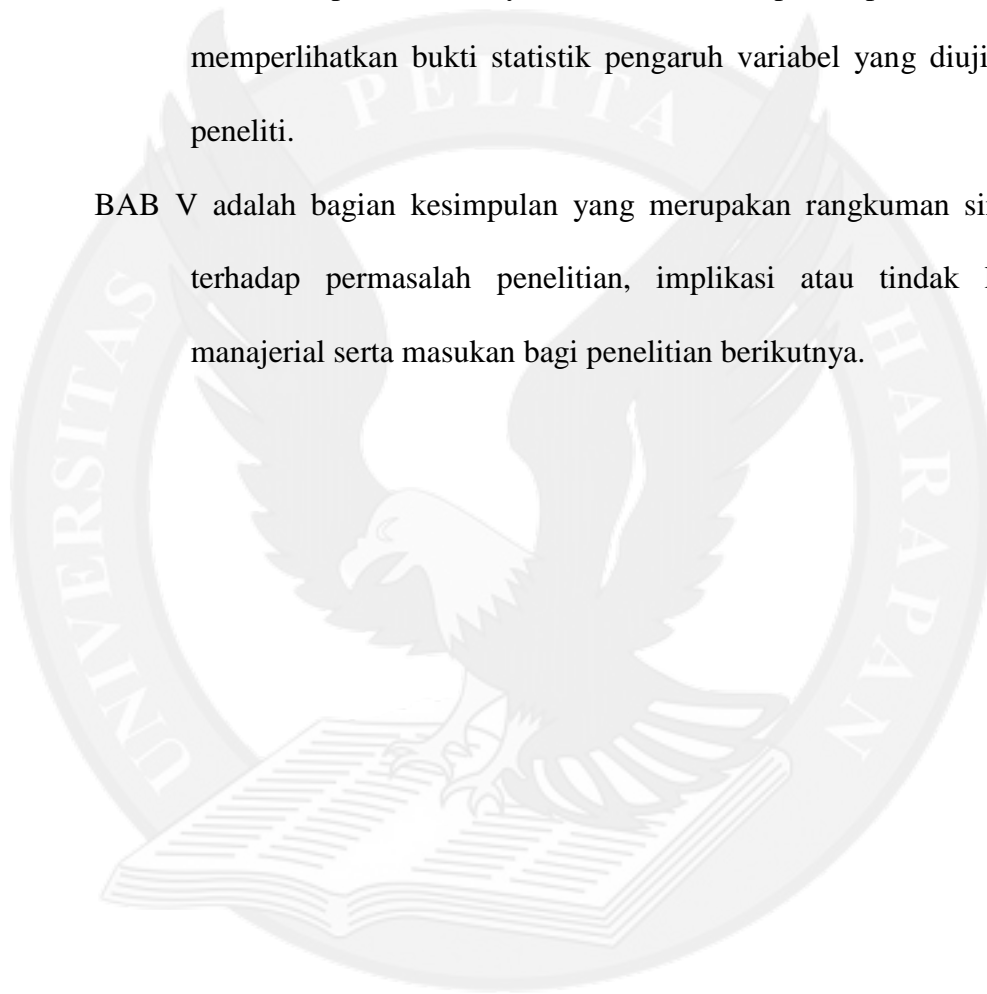 memperlihatkan bukti statistik pengaruh variabel yang diuji
peneliti.
BAB V adalah bagian kesimpulan yang merupakan rangkuman
terhadap permasalah penelitian, implikasi atau tindak
manajerial serta masukan bagi penelitian berikutnya.
UNIVERSITAS PELITA HARAPAN